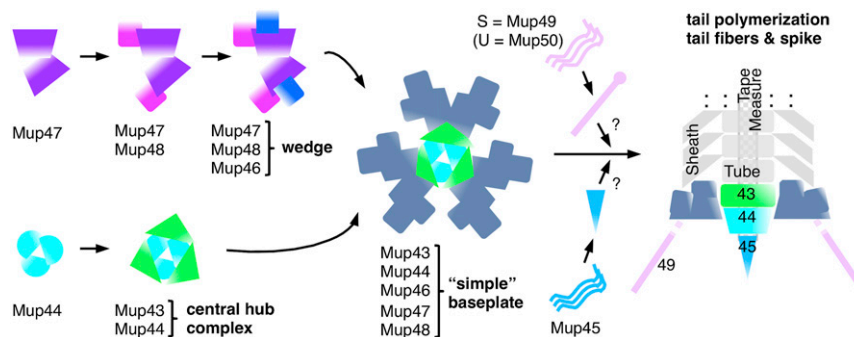 S = Mup49
(U = Mup50)
tail polymerization
tail fibers & spike
Mup47
Mup47
Mup48
Mup47
Mup48
Mup46
wedge
?
?
Sheath
Tape
Measure
Tube
43
44
45
49
Mup44
Mup43
Mup44
central hub
complex
Mup43
Mup44
Mup46
Mup47
Mup48
“simple”
baseplate
Mup45